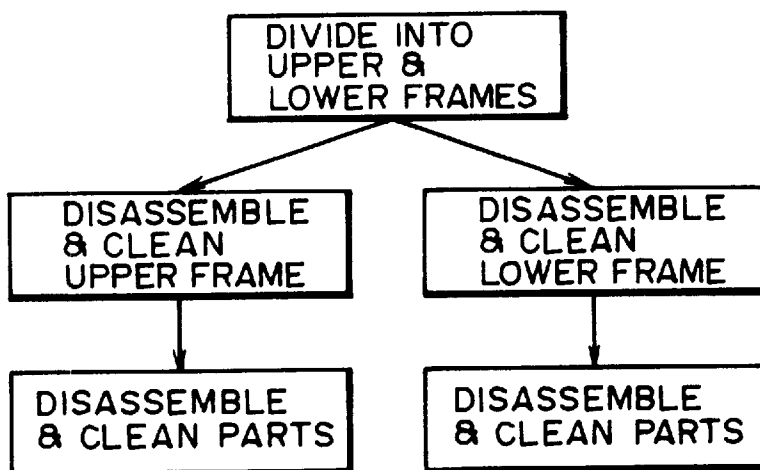 DIVIDE INTO
UPPER &
LOWER FRAMES
DISASSEMBLE
& CLEAN
UPPER FRAME
DISASSEMBLE
& CLEAN
LOWER FRAME
DISASSEMBLE
& CLEAN PARTS
DISASSEMBLE
& CLEAN PARTS